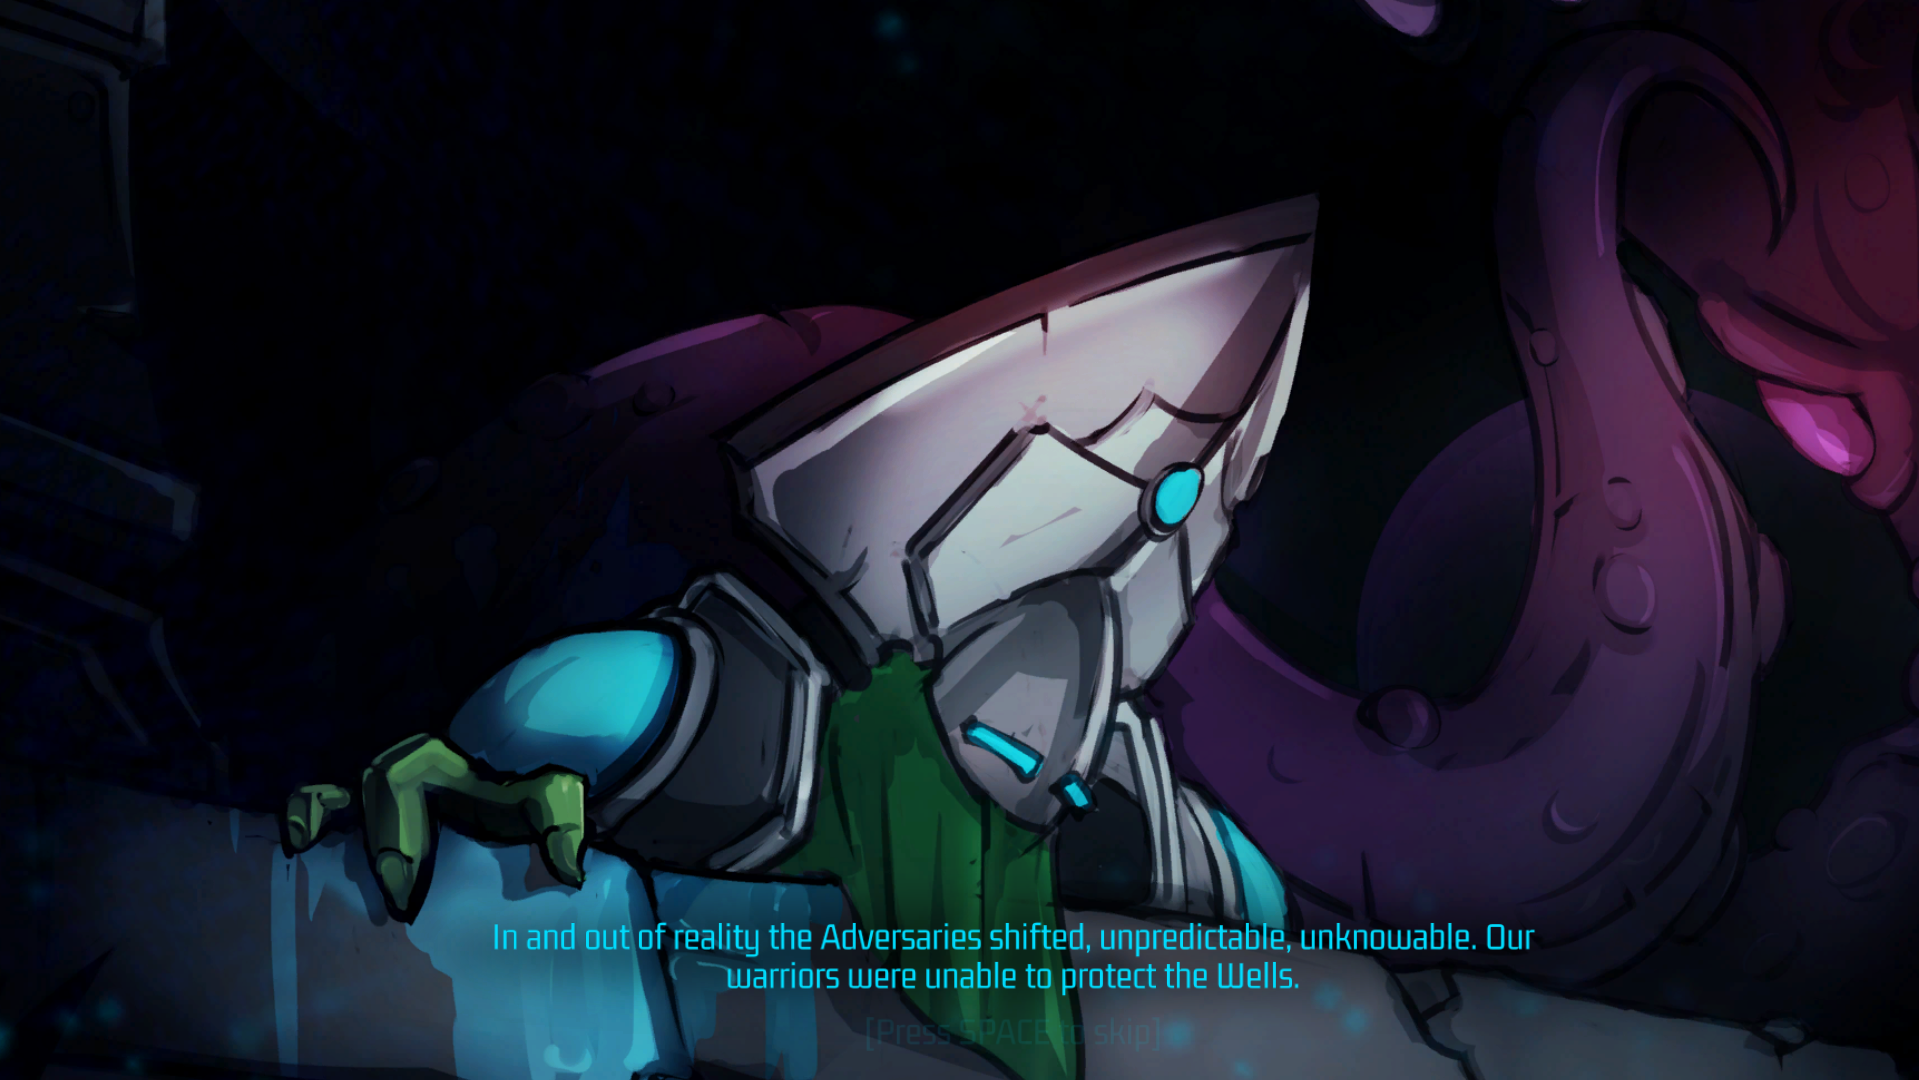 In and out of reality the Adversaries shifted, unpredictable, unknowable. Our
warriors were unable to protect the Wells.
[Press SPACE to skip]